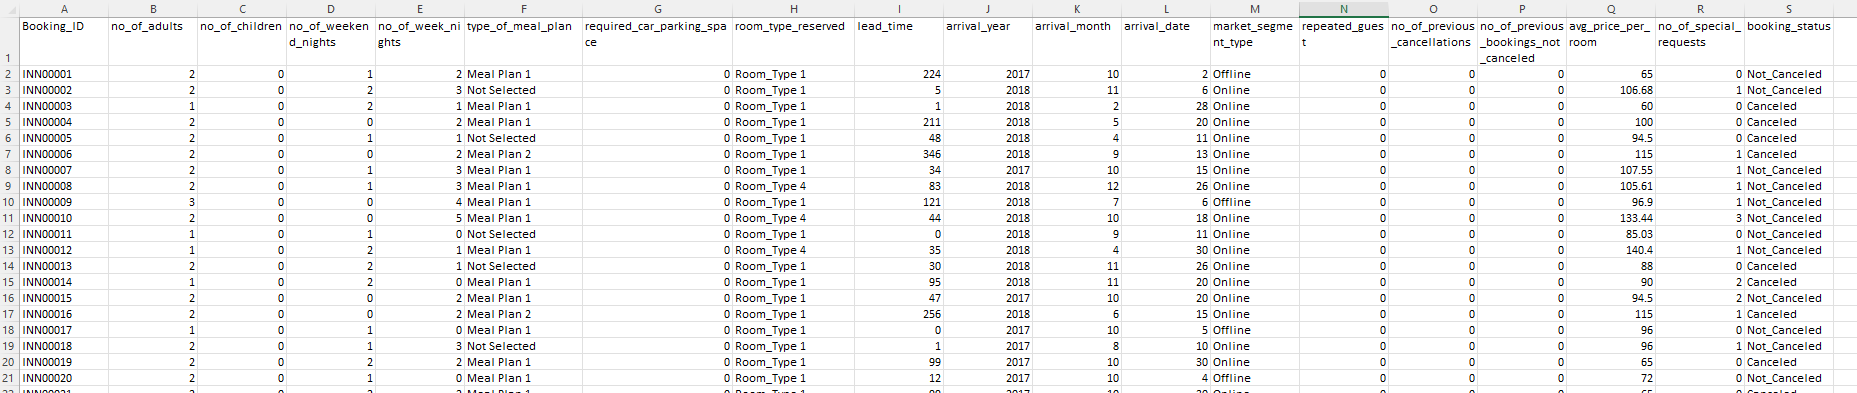 A B C D E F G H I J K L M N O P Q R S
1 Booking_ID no_of_adults no_of_children no_of_weekend_nights no_of_week_nights type_of_meal_plan required_car_parking_space room_type_reserved lead_time arrival_year arrival_month arrival_date market_segment_type repeated_guest no_of_previous_cancellations no_of_previous_bookings_not_canceled avg_price_per_room no_of_special_requests booking_status
2 INN00001 2 0 1 2 Meal Plan 1 0 Room_Type 1 224 2017 10 2 Offline 0 0 0 65 0 Not_Canceled
3 INN00002 2 0 2 3 Not Selected 0 Room_Type 1 5 2018 11 6 Online 0 0 0 106.68 1 Not_Canceled
4 INN00003 1 0 2 1 Meal Plan 1 0 Room_Type 1 1 2018 2 28 Online 0 0 0 60 0 Canceled
5 INN00004 2 0 0 2 Meal Plan 1 0 Room_Type 1 211 2018 5 20 Online 0 0 0 100 0 Canceled
6 INN00005 2 0 1 1 Not Selected 0 Room_Type 1 48 2018 4 11 Online 0 0 0 94.5 0 Canceled
7 INN00006 2 0 0 2 Meal Plan 2 0 Room_Type 1 346 2018 9 13 Online 0 0 0 115 1 Canceled
8 INN00007 2 0 1 3 Meal Plan 1 0 Room_Type 1 34 2017 10 15 Online 0 0 0 107.55 1 Not_Canceled
9 INN00008 2 0 1 3 Meal Plan 1 0 Room_Type 4 83 2018 12 26 Online 0 0 0 105.61 1 Not_Canceled
10 INN00009 3 0 0 4 Meal Plan 1 0 Room_Type 1 121 2018 7 6 Offline 0 0 0 96.9 1 Not_Canceled
11 INN00010 2 0 0 5 Meal Plan 1 0 Room_Type 4 44 2018 10 18 Online 0 0 0 133.44 3 Not_Canceled
12 INN00011 1 0 1 0 Not Selected 0 Room_Type 1 0 2018 9 11 Online 0 0 0 85.03 0 Not_Canceled
13 INN00012 1 0 2 1 Meal Plan 1 0 Room_Type 4 35 2018 4 30 Online 0 0 0 140.4 1 Not_Canceled
14 INN00013 2 0 2 1 Not Selected 0 Room_Type 1 30 2018 11 26 Online 0 0 0 88 0 Canceled
15 INN00014 1 0 2 0 Meal Plan 1 0 Room_Type 1 95 2018 11 20 Online 0 0 0 90 2 Canceled
16 INN00015 2 0 0 2 Meal Plan 1 0 Room_Type 1 47 2017 10 20 Online 0 0 0 94.5 2 Not_Canceled
17 INN00016 2 0 0 2 Meal Plan 2 0 Room_Type 1 256 2018 6 15 Online 0 0 0 115 1 Canceled
18 INN00017 1 0 1 0 Meal Plan 1 0 Room_Type 1 0 2017 10 5 Offline 0 0 0 96 0 Not_Canceled
19 INN00018 1 0 1 3 Not Selected 0 Room_Type 1 1 2017 8 10 Online 0 0 0 96 1 Not_Canceled
20 INN00019 2 0 2 2 Meal Plan 1 0 Room_Type 1 99 2017 10 30 Online 0 0 0 65 0 Canceled
21 INN00020 2 0 1 0 Meal Plan 1 0 Room_Type 1 12 2017 10 4 Offline 0 0 0 72 0 Not_Canceled